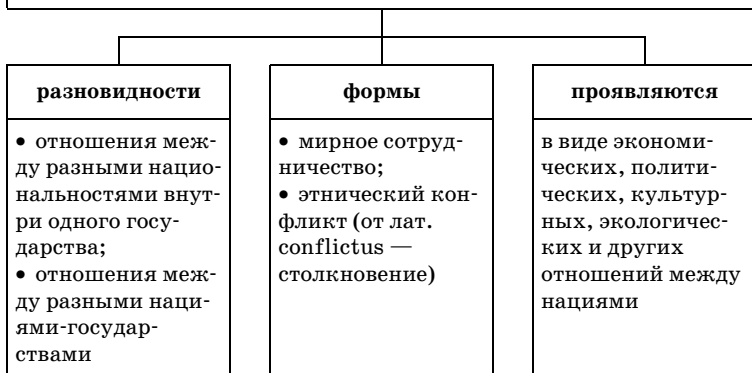 разновидности
• отношения меж-
ду разными нацио-
нальностями внут-
ри одного госу-
дарства;
• отношения меж-
ду разными наци-
ями-государ-
ствами
формы
• мирное сотруд-
ничество;
• этнический кон-
фликт (от лат.
conflictus —
столкновение)
проявляются
в виде экономи-
ческих, полити-
ческих, культур-
ных, экологичес-
ких и других
отношений между
нациями